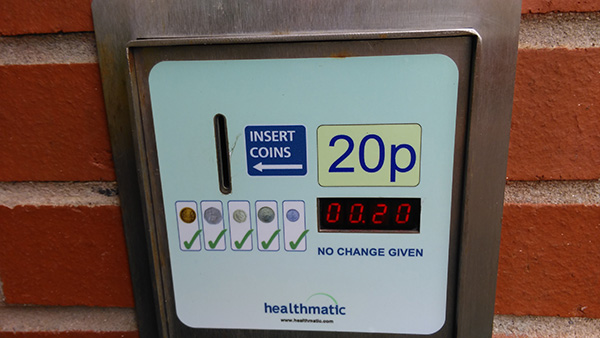 INSERT
COINS
20p
00.20
NO CHANGE GIVEN
healthmatic
www.healthmatic.com